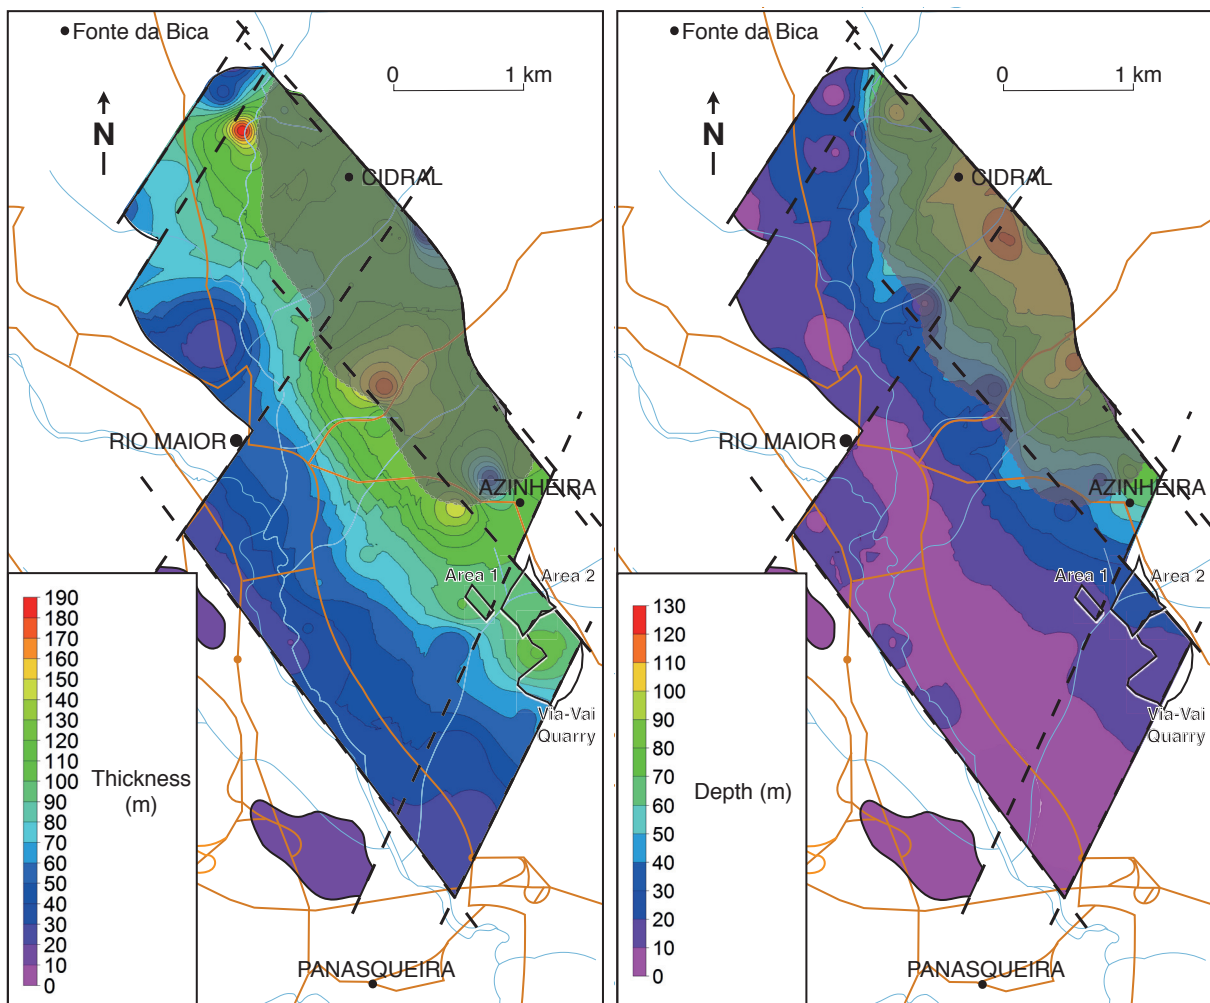 Fonte da Bica
0 1 km
N
CIDRAL
RIO MAIOR
AZINHEIRA
Area 1
Area 2
Via-Vai
Quarry
190
180
170
160
150
140
130
120
110
100
90
80
70
60
50
40
30
20
10
0
Thickness
(m)
PANASQUEIRA
Fonte da Bica
0 1 km
N
CIDRAL
RIO MAIOR
AZINHEIRA
Area 1
Area 2
Via-Vai
Quarry
130
120
110
100
90
80
70
60
50
40
30
20
10
0
Depth (m)
PANASQUEIRA